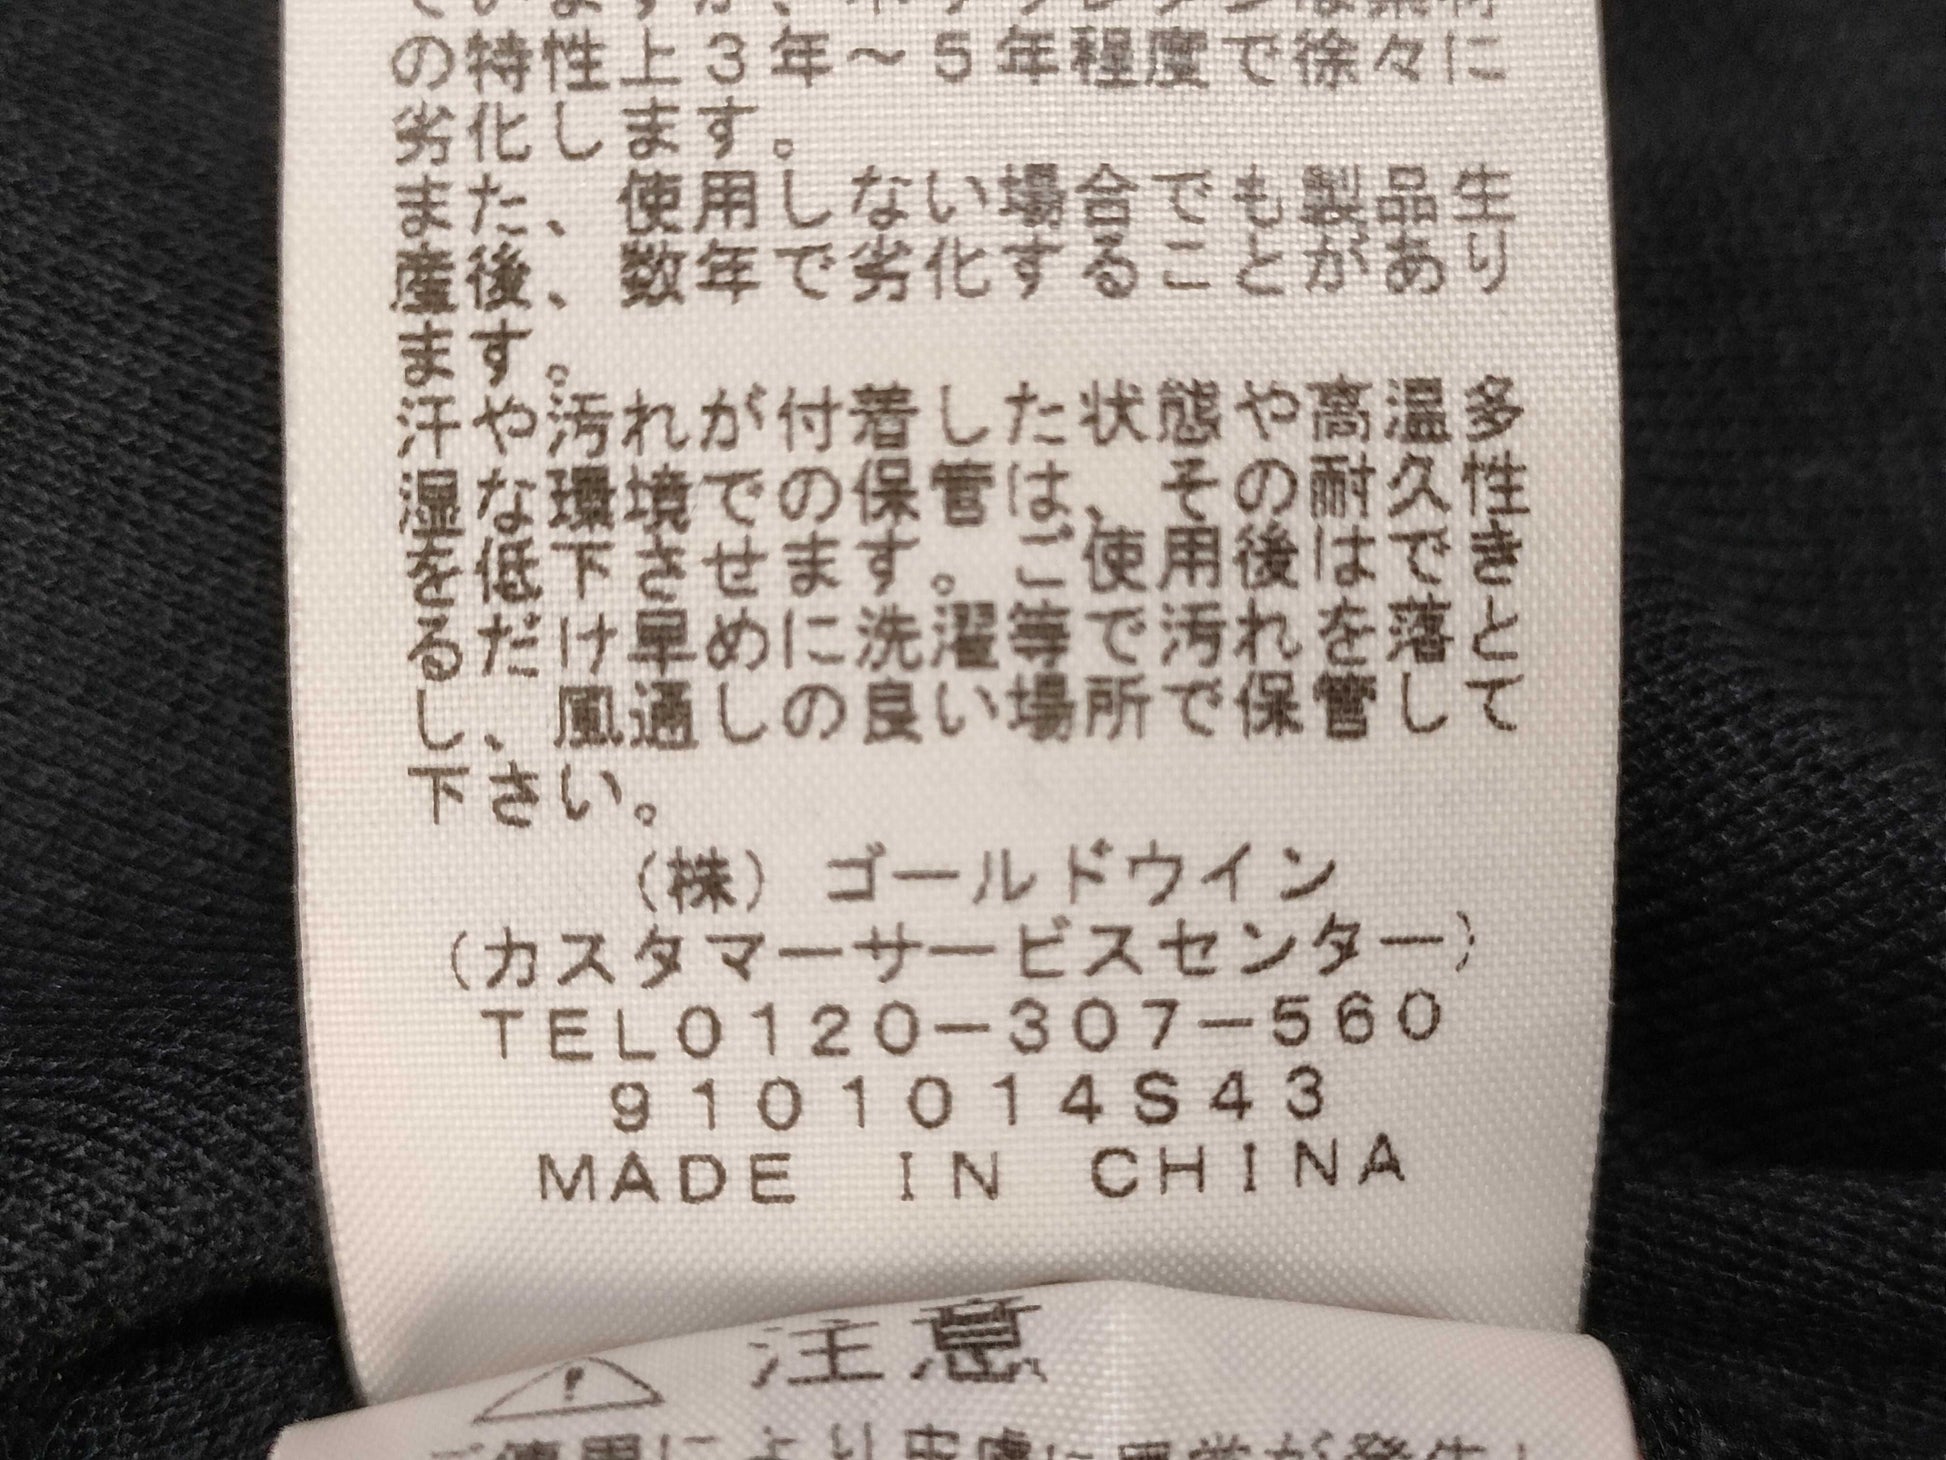 の特性上３年～５年程度で徐々に
劣化します。
また、使用しない場合でも製品生
産後、数年で劣化することがあり
ます。
汗や汚れが付着した状態や高温多
湿な環境での保管は、その耐久性
を低下させます。ご使用後はでき
るだけ早めに洗濯等で汚れを落と
し、風通しの良い場所で保管して
下さい。
（株）ゴールドウイン
（カスタマーサービスセンター）
ＴＥＬ０１２０－３０７－５６０
９１０１０１４Ｓ４３
ＭＡＤＥ　ＩＮ　ＣＨＩＮＡ
注意